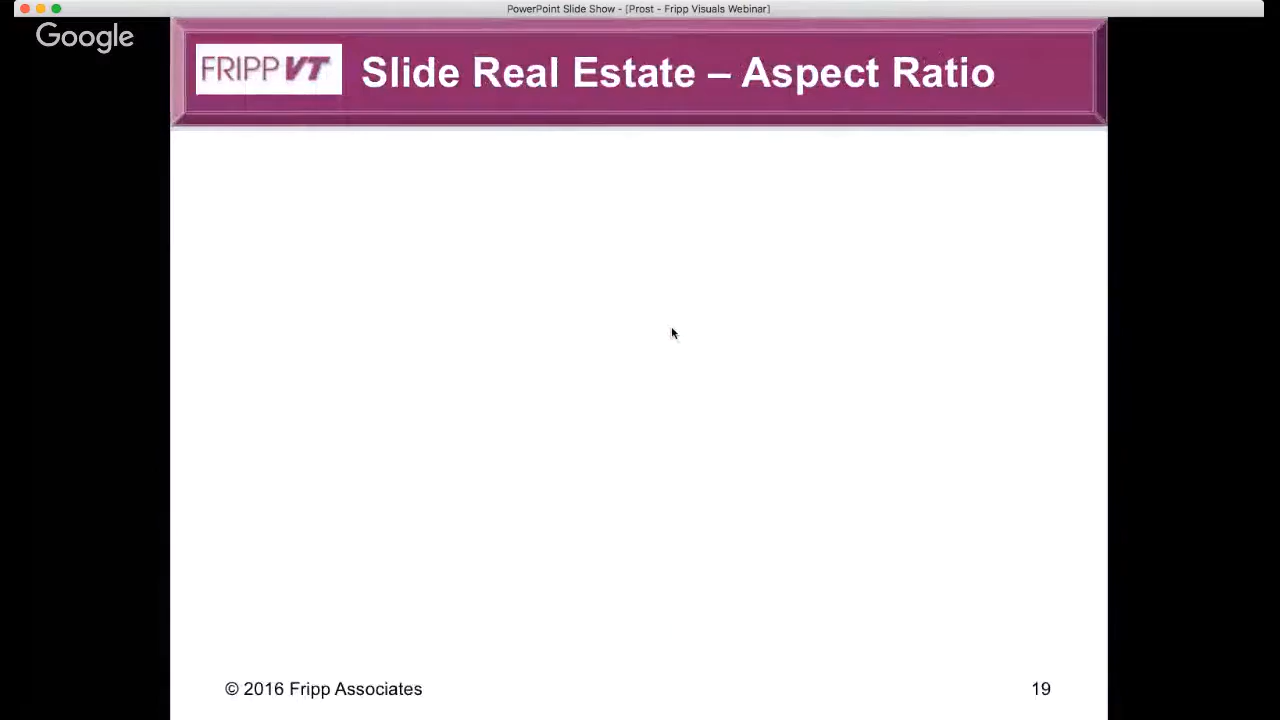 PowerPoint Slide Show - [Prost - Fripp Visuals Webinar]
Google
FRIPP VT
Slide Real Estate – Aspect Ratio
© 2016 Fripp Associates
19